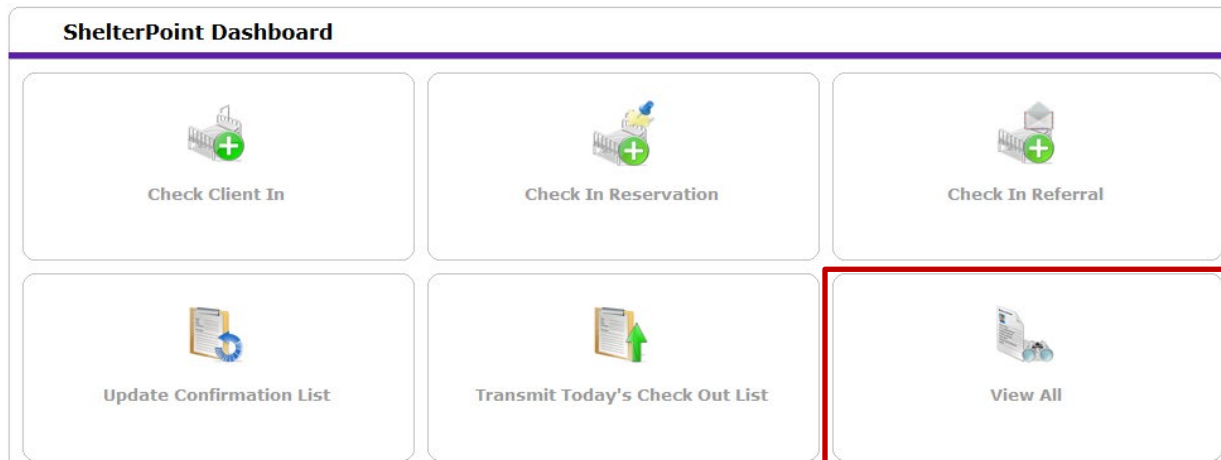 ShelterPoint Dashboard
Check Client In
Check In Reservation
Check In Referral
Update Confirmation List
Transmit Today's Check Out List
View All